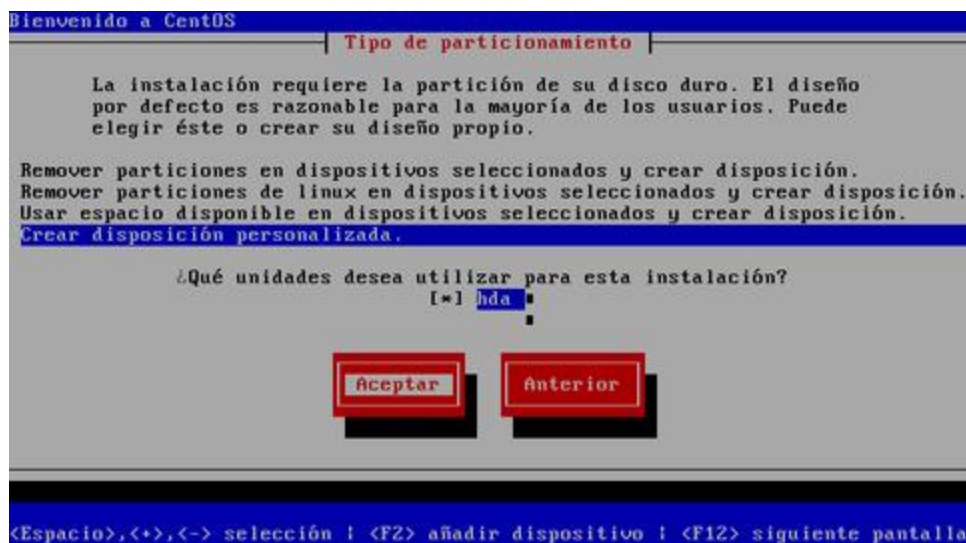 Bienvenido a CentOS
Tipo de particionamiento
La instalación requiere la partición de su disco duro. El diseño
por defecto es razonable para la mayoría de los usuarios. Puede
elegir éste o crear su diseño propio.
Remover particiones en dispositivos seleccionados y crear disposición.
Remover particiones de linux en dispositivos seleccionados y crear disposición.
Usar espacio disponible en dispositivos seleccionados y crear disposición.
Crear disposición personalizada.
¿Qué unidades desea utilizar para esta instalación?
[*] hda
Aceptar Anterior
<Espacio>,<+>,<-> selección | <F2> añadir dispositivo | <F12> siguiente pantalla